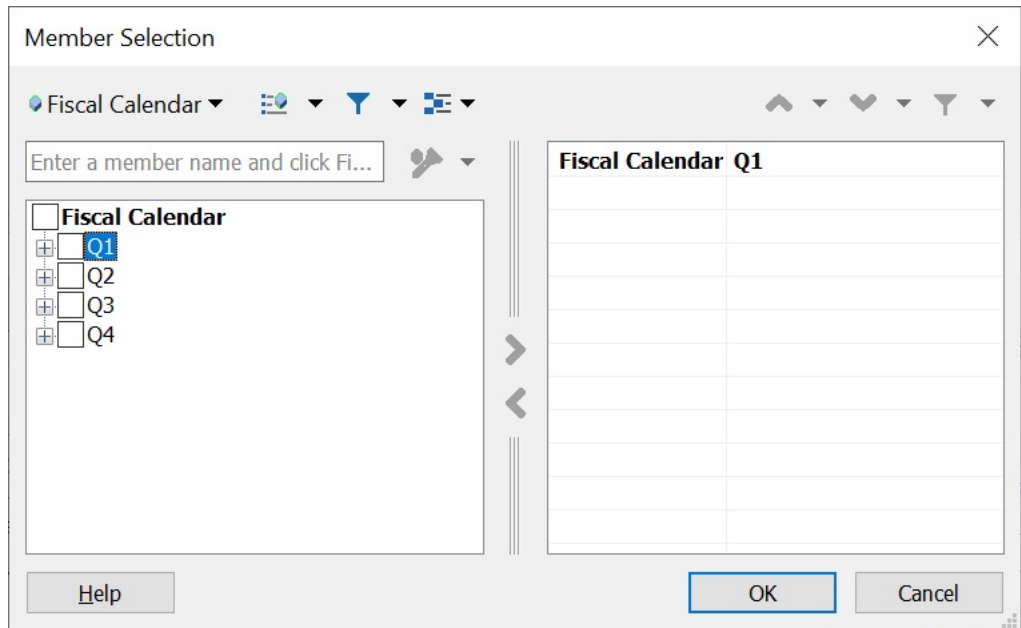 Member Selection
Fiscal Calendar
Enter a member name and click Fi...
Fiscal Calendar
Q1
Q2
Q3
Q4
Fiscal Calendar Q1
Help
OK
Cancel